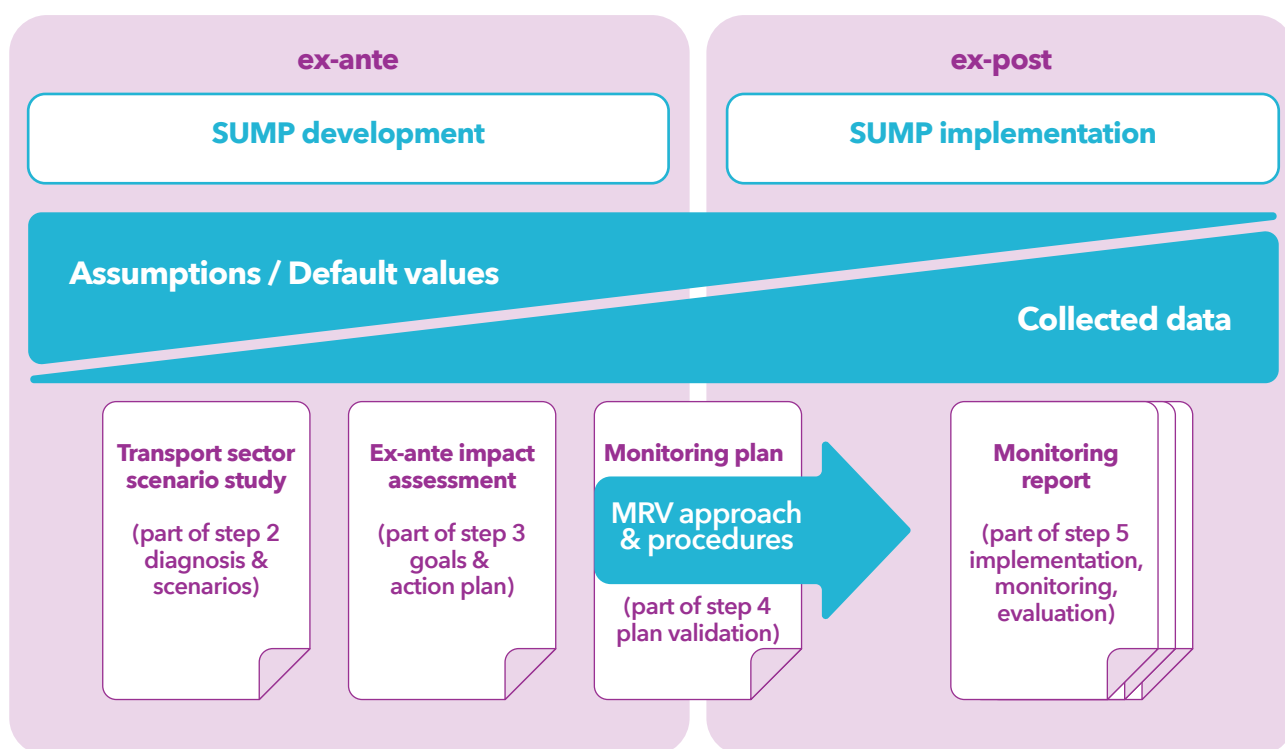 ex-ante
ex-post
SUMP development
SUMP implementation
Assumptions / Default values
Collected data
Transport sector
scenario study
(part of step 2
diagnosis &
scenarios)
Ex-ante impact
assessment
(part of step 3
goals &
action plan)
Monitoring plan
MRV approach
& procedures
(part of step 4
plan validation)
Monitoring
report
(part of step 5
implementation,
monitoring,
evaluation)